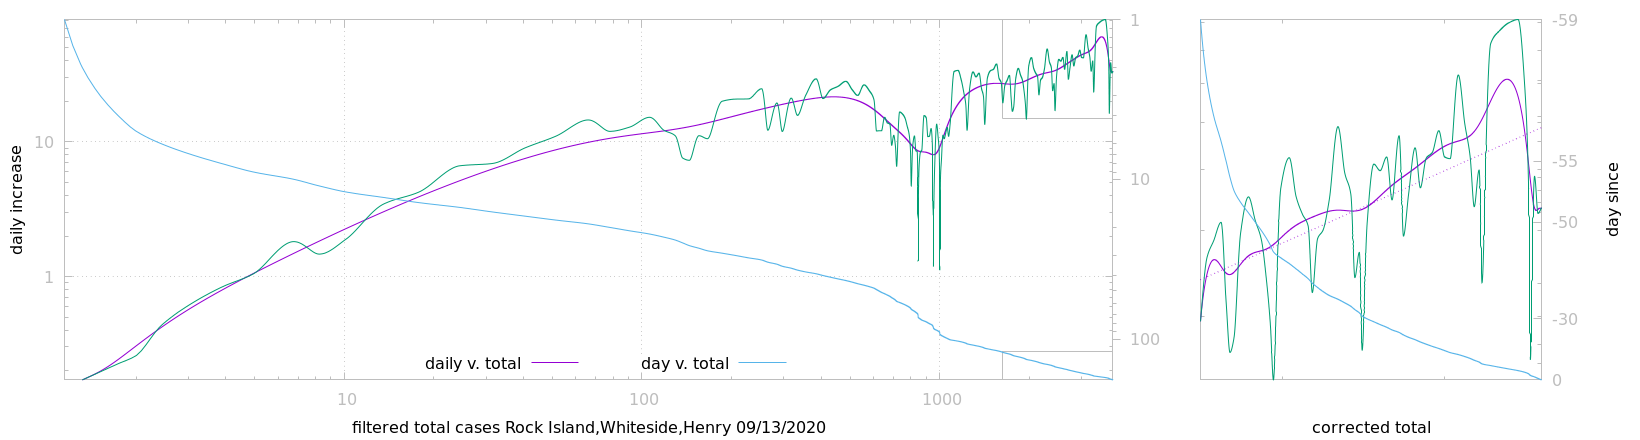 daily increase
10
1
daily v. total
day v. total
10
100
1000
1
10
100
filtered total cases Rock Island,Whiteside,Henry 09/13/2020
-59
-55
-50
-30
0
day since
corrected total